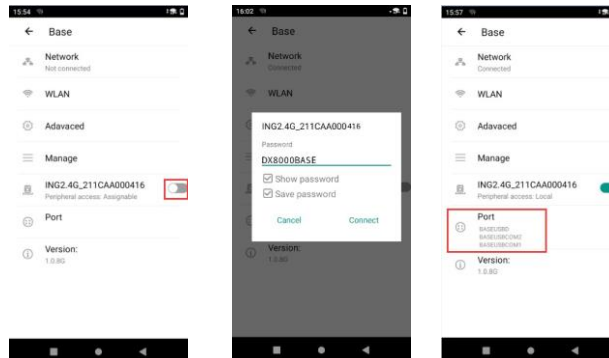 15:54
Base
Network
Not connected
WLAN
Adavaced
Manage
ING2.4G_211CAA000416
Peripheral access: Assignable
Port
Version:
1.0.8G
16:02
Base
Network
Connected
WLAN
ING2.4G_211CAA000416
Password
DX8000BASE
Show password
Save password
Cancel
Connect
Version:
1.0.8G
15:57
Base
Network
Connected
WLAN
Adavaced
Manage
ING2.4G_211CAA000416
Peripheral access: Local
Port
BASEUSB0
BASEUSBCOM2
BASEUSBCOM1
Version:
1.0.8G